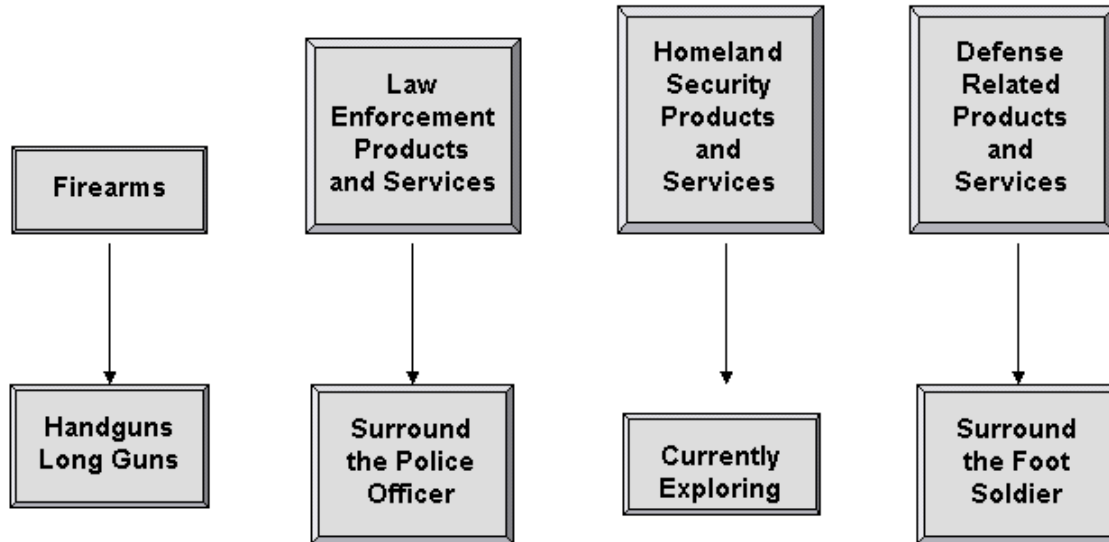 Firearms
Law
Enforcement
Products
and Services
Homeland
Security
Products
and
Services
Defense
Related
Products
and
Services
Handguns
Long Guns
Surround
the Police
Officer
Currently
Exploring
Surround
the Foot
Soldier